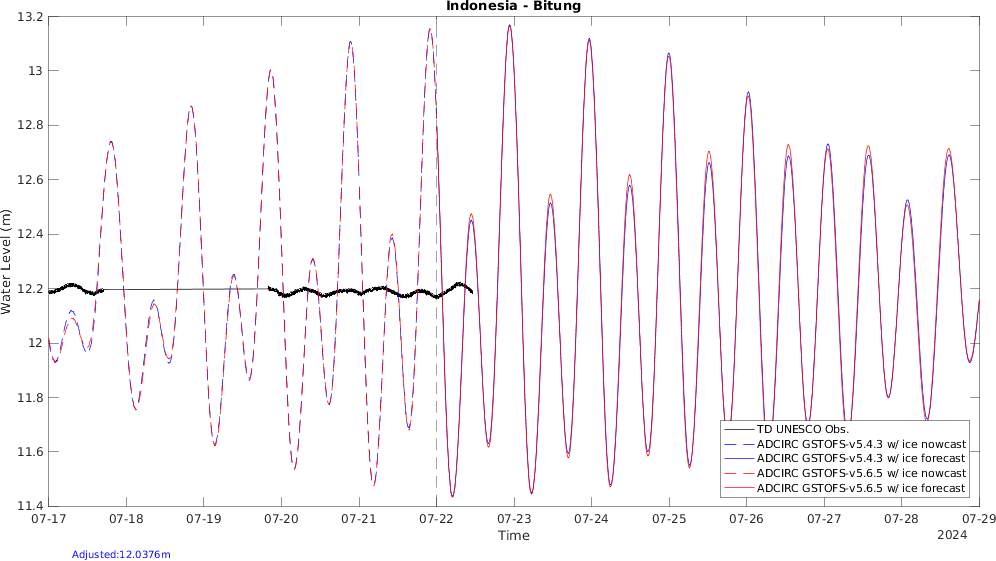 Indonesia - Bitung
13.2
13
12.8
12.6
12.4
12.2
12
11.8
11.6
11.4
Water Level (m)
TD UNESCO Obs.
ADCIRC GSTOFS-v5.4.3 w/ ice nowcast
ADCIRC GSTOFS-v5.4.3 w/ ice forecast
ADCIRC GSTOFS-v5.6.5 w/ ice nowcast
ADCIRC GSTOFS-v5.6.5 w/ ice forecast
07-17 07-18 07-19 07-20 07-21 07-22 07-23 07-24 07-25 07-26 07-27 07-28 07-29
Time
2024
Adjusted:12.0376m